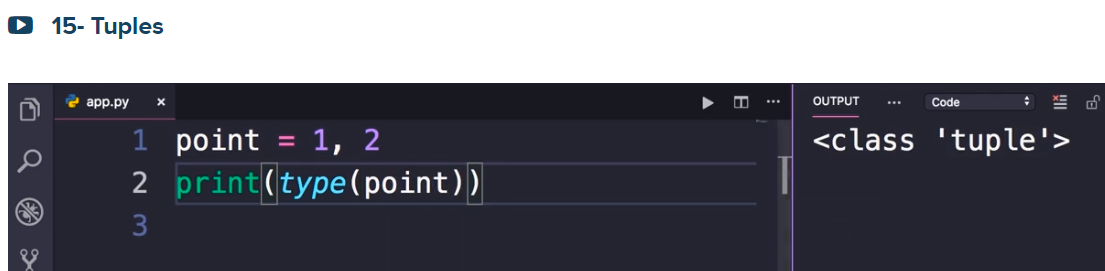 15- Tuples
app.py × ... OUTPUT ... Code
1 point = 1, 2
2 print(type(point))
3
<class 'tuple'>